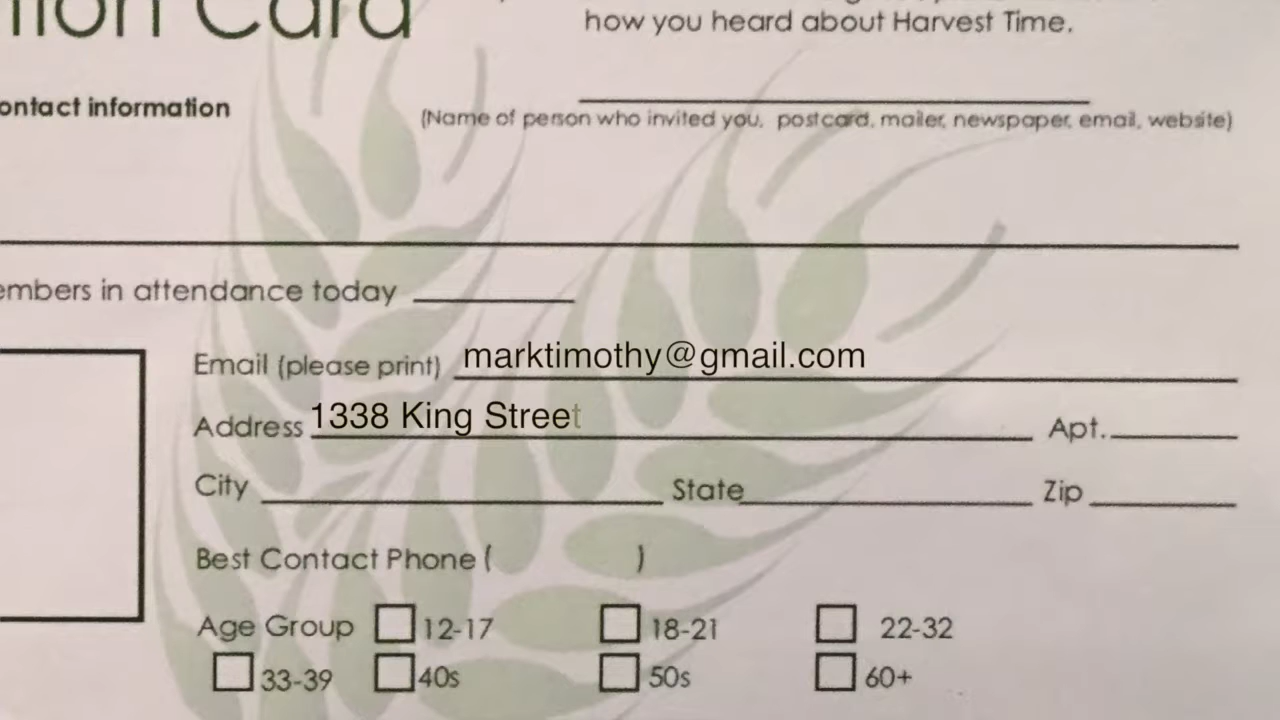 tion Card
how you heard about Harvest Time.
ontact information
(Name of person who invited you, postcard, mailer, newspaper, email, website)
embers in attendance today
Email (please print) marktimothy@gmail.com
Address 1338 King Street Apt.
City State Zip
Best Contact Phone ( )
Age Group 12-17 18-21 22-32
33-39 40s 50s 60+